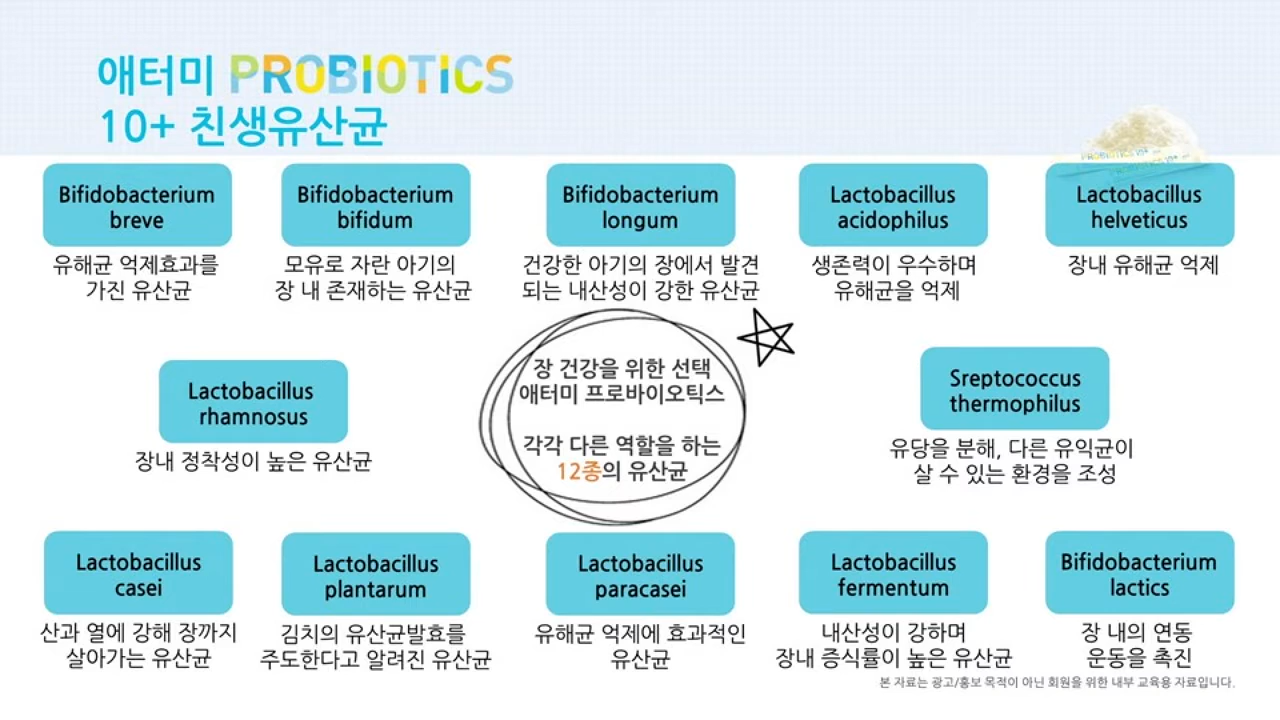 애터미 PROBIOTICS
10+ 친생유산균
PROBIOTICS 10+
PROBIOTICS 10+
Bifidobacterium
breve
유해균 억제효과를
가진 유산균
Bifidobacterium
bifidum
모유로 자란 아기의
장 내 존재하는 유산균
Bifidobacterium
longum
건강한 아기의 장에서 발견
되는 내산성이 강한 유산균
Lactobacillus
acidophilus
생존력이 우수하며
유해균을 억제
Lactobacillus
helveticus
장내 유해균 억제
Lactobacillus
rhamnosus
장내 정착성이 높은 유산균
장 건강을 위한 선택
애터미 프로바이오틱스
각각 다른 역할을 하는
12종의 유산균
Sreptococcus
thermophilus
유당을 분해, 다른 유익균이
살 수 있는 환경을 조성
Lactobacillus
casei
산과 열에 강해 장까지
살아가는 유산균
Lactobacillus
plantarum
김치의 유산균발효를
주도한다고 알려진 유산균
Lactobacillus
paracasei
유해균 억제에 효과적인
유산균
Lactobacillus
fermentum
내산성이 강하며
장내 증식률이 높은 유산균
Bifidobacterium
lactics
장 내의 연동
운동을 촉진
본 자료는 광고/홍보 목적이 아닌 회원을 위한 내부 교육용 자료입니다.